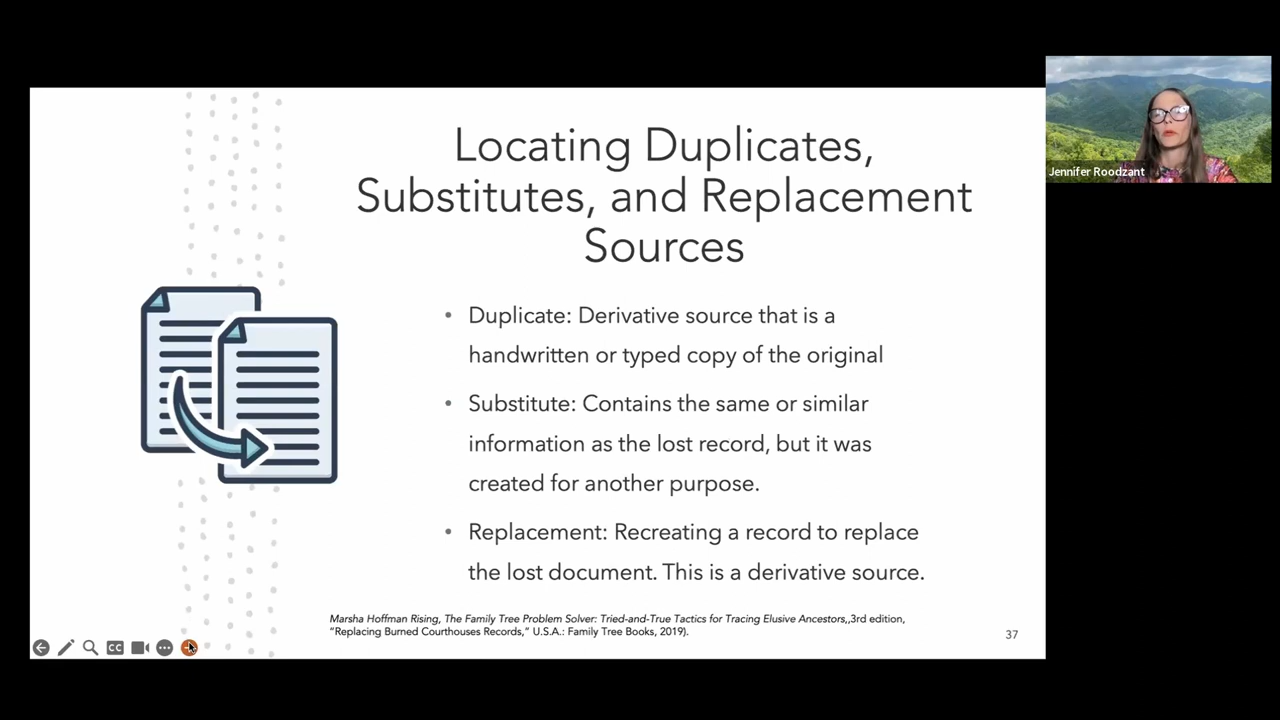 Locating Duplicates,
Substitutes, and Replacement
Sources
• Duplicate: Derivative source that is a
handwritten or typed copy of the original
• Substitute: Contains the same or similar
information as the lost record, but it was
created for another purpose.
• Replacement: Recreating a record to replace
the lost document. This is a derivative source.
Marsha Hoffman Rising, The Family Tree Problem Solver: Tried-and-True Tactics for Tracing Elusive Ancestors,,3rd edition,
"Replacing Burned Courthouses Records," U.S.A.: Family Tree Books, 2019).
37
CC
Jennifer Roodzant